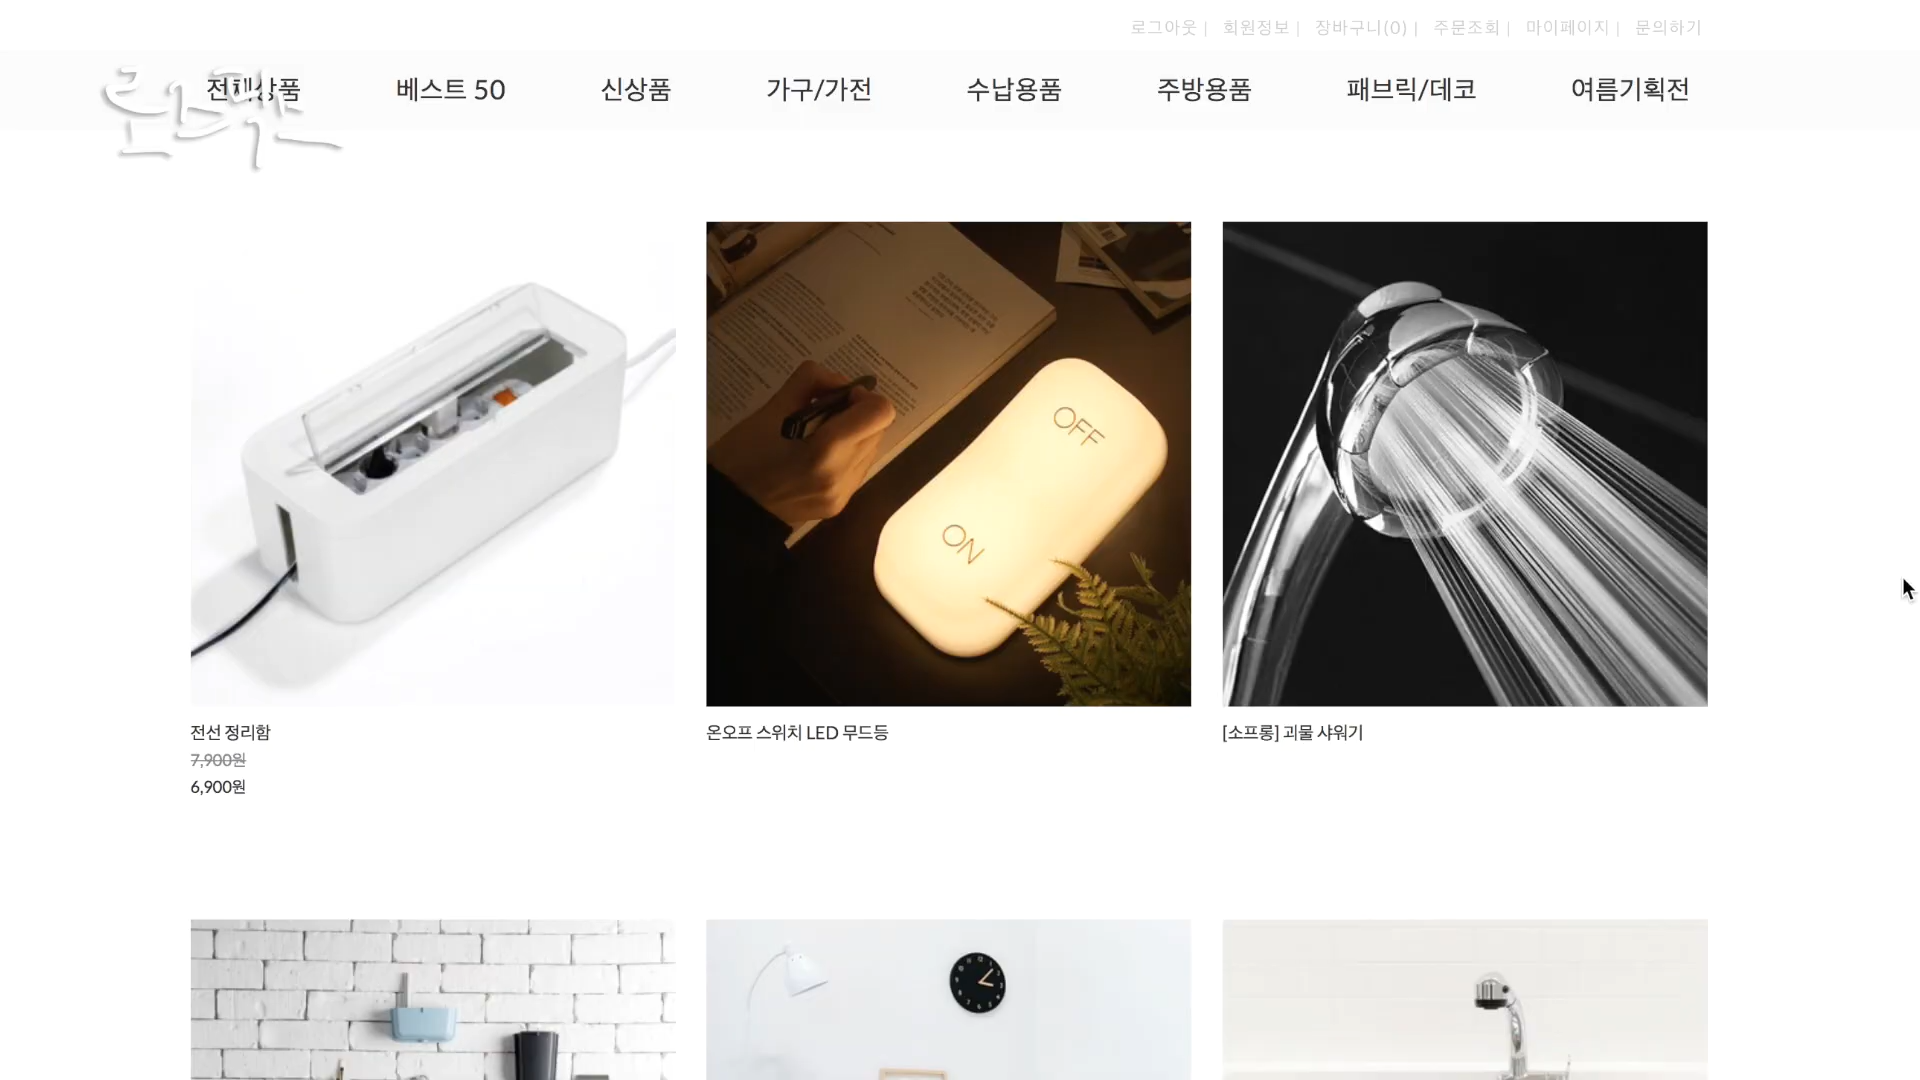 로그아웃 | 회원정보 | 장바구니(0) | 주문조회 | 마이페이지 | 문의하기
로스팩스
전체상품 베스트 50 신상품 가구/가전 수납용품 주방용품 패브릭/데코 여름기획전
OFF
ON
전선 정리함
7,900원
6,900원
온오프 스위치 LED 무드등
[소프롱] 괴물 샤워기